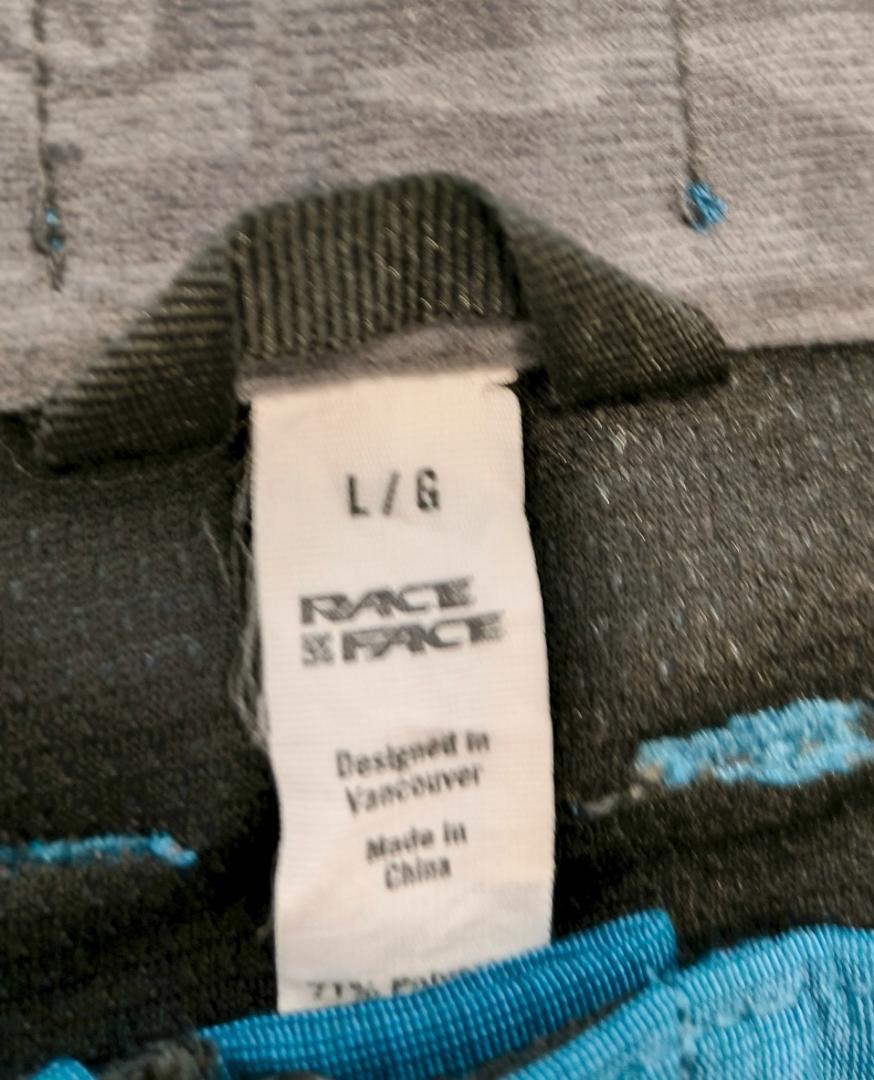 L / G
RACE
FACE
Designed in
Vancouver
Made in
China